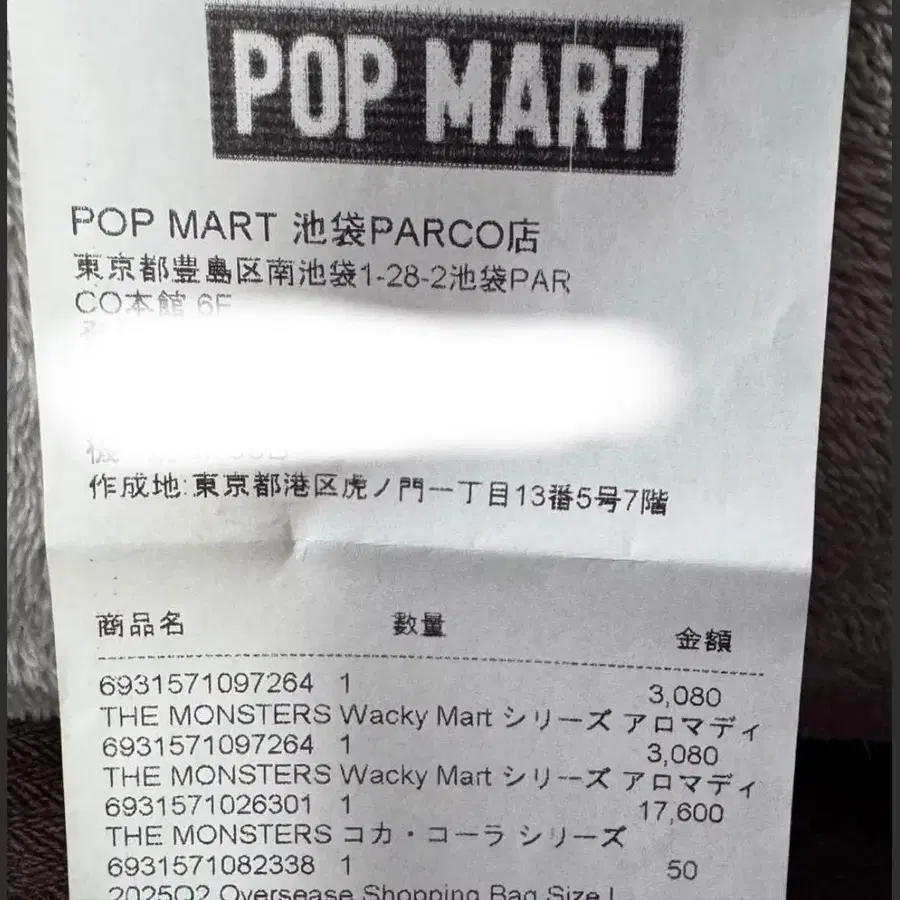 POP MART
POP MART 池袋PARCO店
東京都豊島区南池袋1-28-2池袋PAR
CO本館 6F
作成地:東京都港区虎ノ門一丁目13番5号7階
商品名 数量 金額
6931571097264 1 3,080
THE MONSTERS Wacky Mart シリーズ アロマディ
6931571097264 1 3,080
THE MONSTERS Wacky Mart シリーズ アロマディ
6931571026301 1 17,600
THE MONSTERS コカ・コーラ シリーズ
6931571082338 1 50
2025Q2 Oversease Shopping Bag Size L